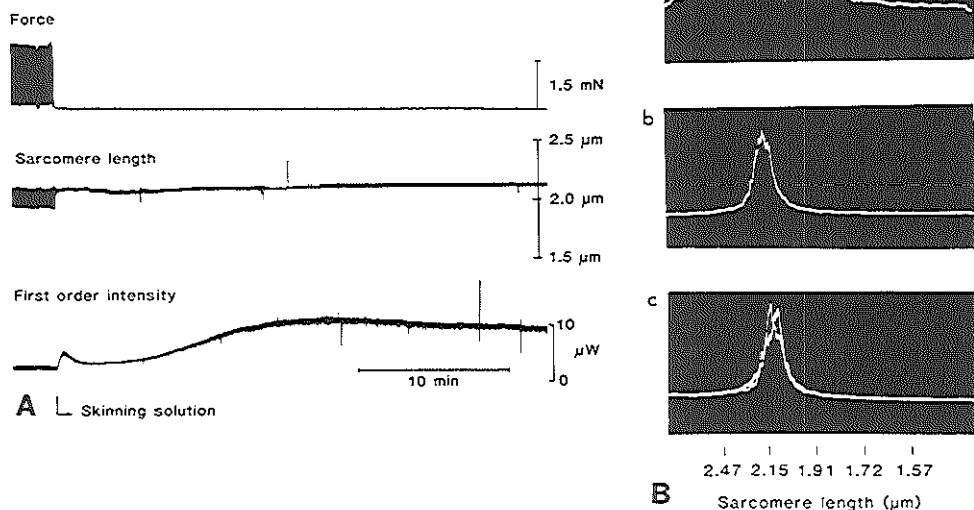 Force
1.5 mN
Sarcomere length
2.5 μm
2.0 μm
1.5 μm
First order intensity
10
μW
0
10 min
A
Skinning solution
b
c
2.47 2.15 1.91 1.72 1.57
B
Sarcomere length (μm)